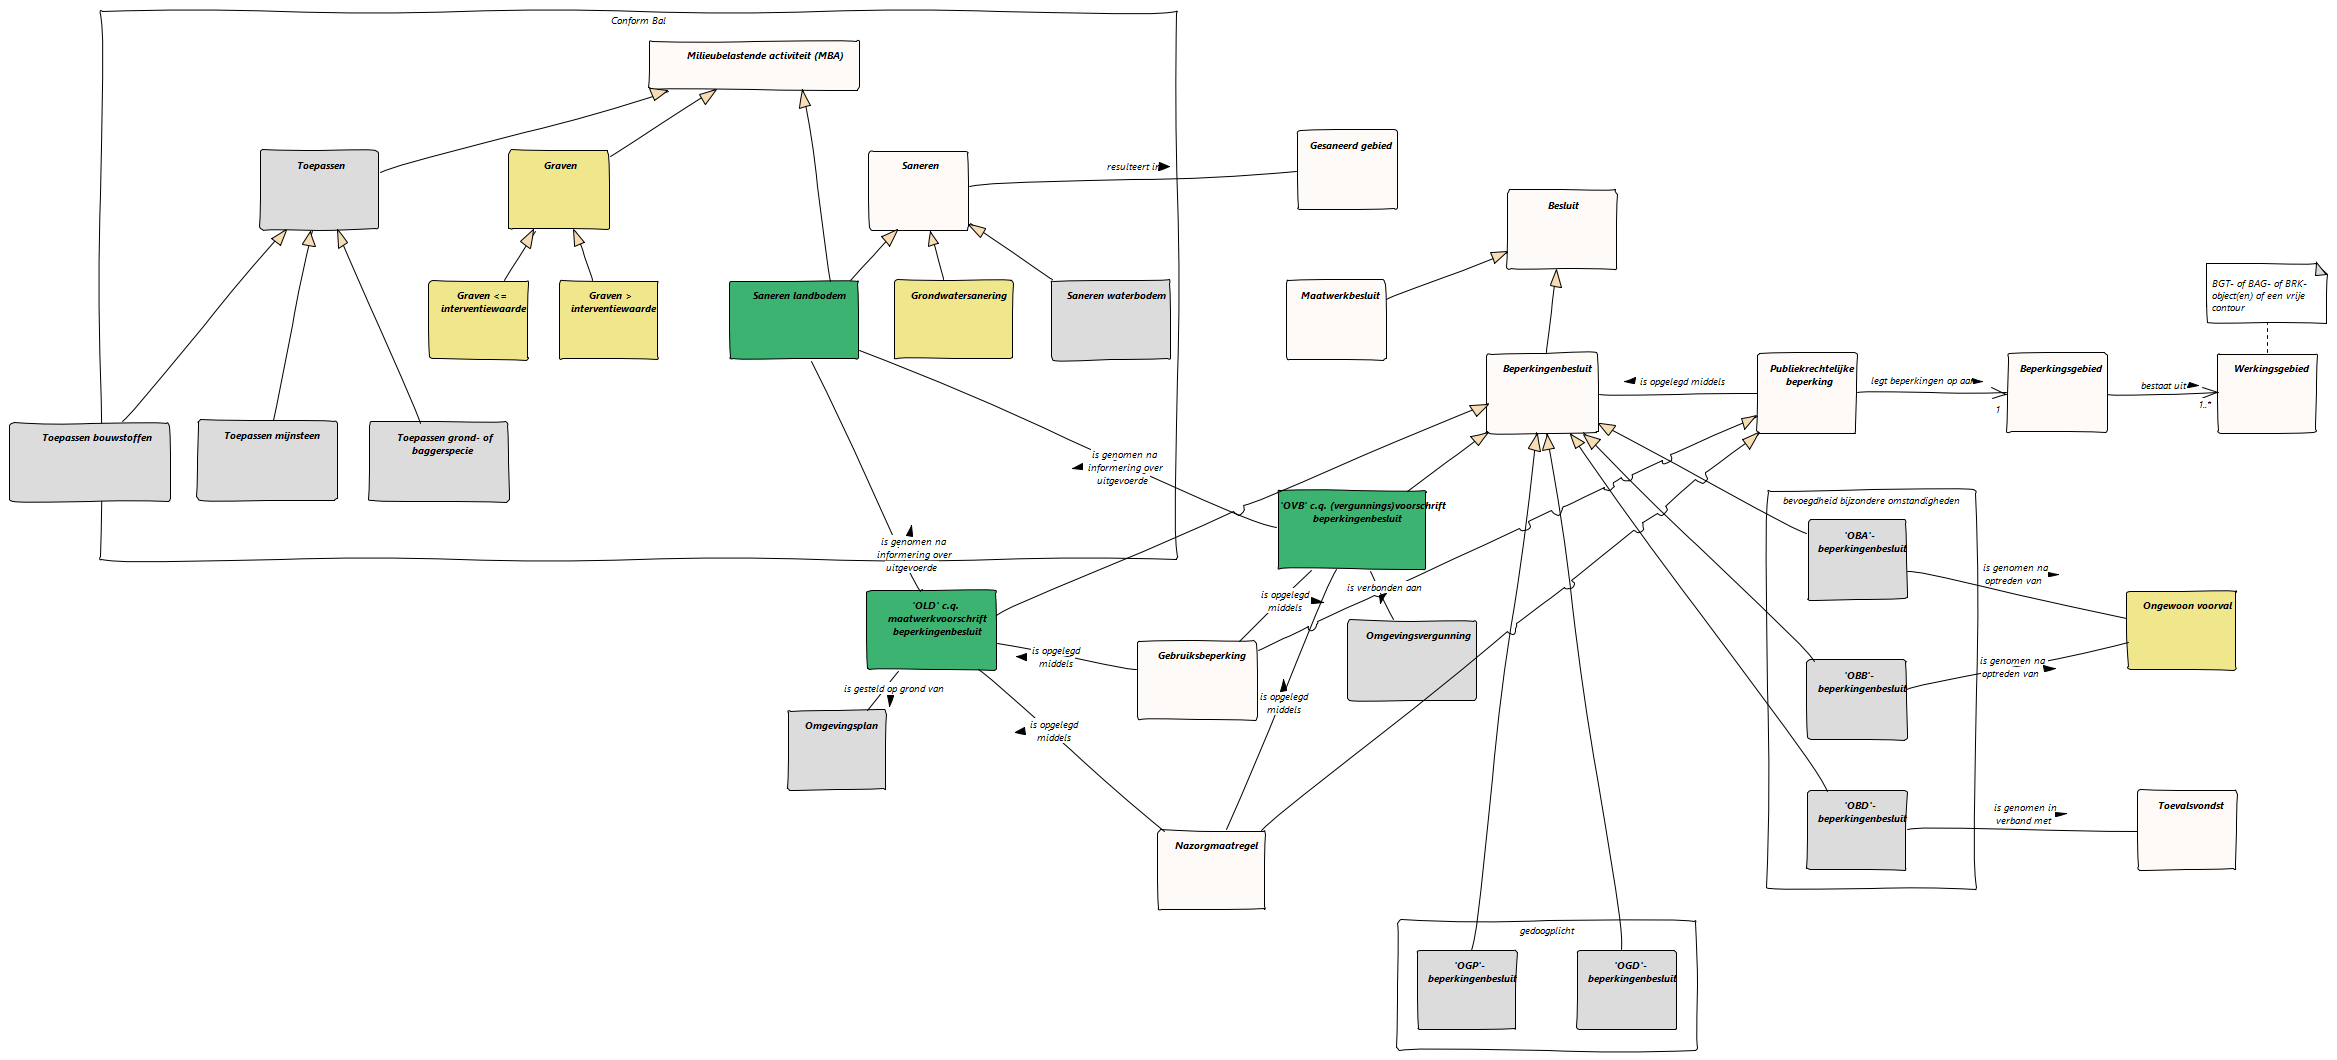 Conform Bal
Milieubelastende activiteit (MBA)
Toepassen
Graven
Saneren
resulteert in
Gesaneerd gebied
Besluit
Graven <=
interventiewaarde
Graven >
interventiewaarde
Saneren landbodem
Grondwatersanering
Saneren waterbodem
Maatwerkbesluit
BGT- of BAG- of BRK-
object(en) of een vrije
contour
Beperkingenbesluit
is opgelegd middels
Publiekrechtelijke
beperking
legt beperkingen op aan
1
Beperkingsgebied
bestaat uit
1..*
Werkingsgebied
Toepassen bouwstoffen
Toepassen mijnsteen
Toepassen grond- of
baggerspecie
is genomen na
informering over
uitgevoerde
'OVB' c.q. (vergunnings)voorschrift
beperkingenbesluit
bevoegdheid bijzondere omstandigheden
'OBA'-
beperkingenbesluit
is genomen na
informering over
uitgevoerde
is genomen na
optreden van
'OLD' c.q.
maatwerkvoorschrift
beperkingenbesluit
is opgelegd
middels
is verbonden aan
Ongewoon voorval
Omgevingsvergunning
is opgelegd
middels
Gebruiksbeperking
'OBB'-
beperkingenbesluit
is genomen na
optreden van
is gesteld op grond van
is opgelegd
middels
Omgevingsplan
is opgelegd
middels
'OBD'-
beperkingenbesluit
is genomen in
verband met
Toevalsvondst
Nazorgmaatregel
gedoogplicht
'OGP'-
beperkingenbesluit
'OGD'-
beperkingenbesluit